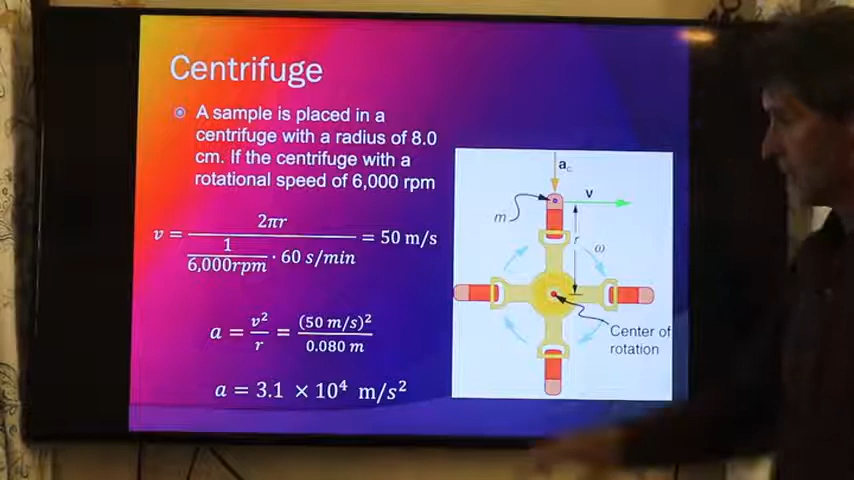 Centrifuge
A sample is placed in a
centrifuge with a radius of 8.0
cm. If the centrifuge with a
rotational speed of 6,000 rpm
v = 2πr / (1/6,000rpm · 60 s/min) = 50 m/s
a = v²/r = (50 m/s)²/0.080 m
a = 3.1 × 10⁴ m/s²
a꜀
v
m
r
ω
Center of
rotation